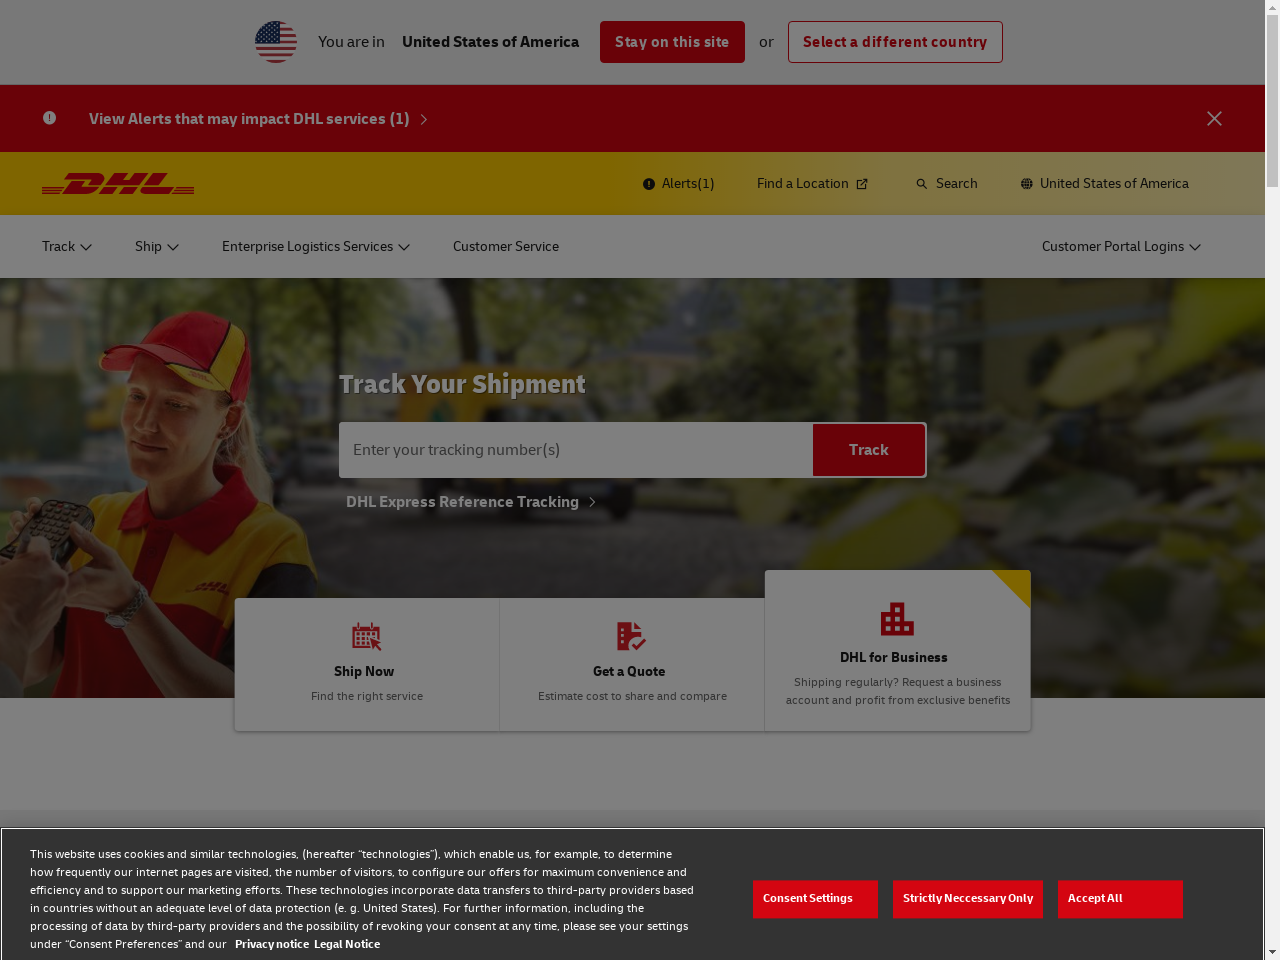 You are in United States of America Stay on this site or Select a different country
View Alerts that may impact DHL services (1)
DHL Alerts(1) Find a Location Search United States of America
Track Ship Enterprise Logistics Services Customer Service Customer Portal Logins
Track Your Shipment
Enter your tracking number(s) Track
DHL Express Reference Tracking
Ship Now
Find the right service
Get a Quote
Estimate cost to share and compare
DHL for Business
Shipping regularly? Request a business
account and profit from exclusive benefits
This website uses cookies and similar technologies, (hereafter “technologies”), which enable us, for example, to determine
how frequently our internet pages are visited, the number of visitors, to configure our offers for maximum convenience and
efficiency and to support our marketing efforts. These technologies incorporate data transfers to third-party providers based
in countries without an adequate level of data protection (e. g. United States). For further information, including the
processing of data by third-party providers and the possibility of revoking your consent at any time, please see your settings
under “Consent Preferences” and our Privacy notice Legal Notice
Consent Settings Strictly Neccessary Only Accept All